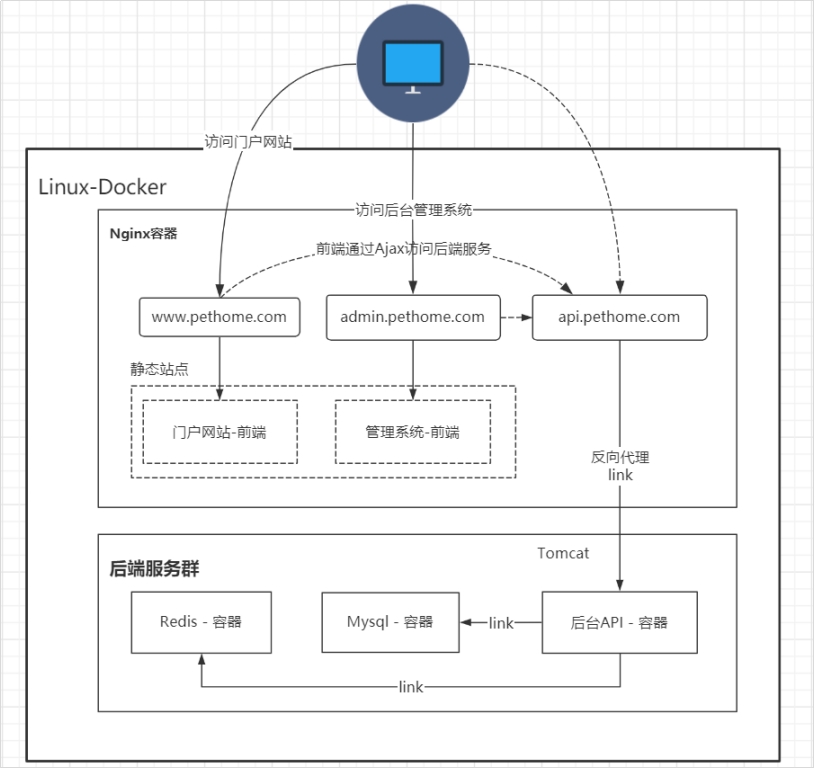 访问门户网站
Linux-Docker
访问后台管理系统
Nginx容器
前端通过Ajax访问后端服务
www.pethome.com
admin.pethome.com
api.pethome.com
静态站点
门户网站-前端
管理系统-前端
反向代理
link
Tomcat
后端服务群
Redis - 容器
Mysql - 容器
link
后台API - 容器
link